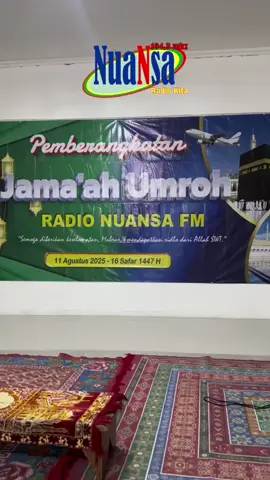 NuaNsa
Radio Kita
Pemberangkatan
Jama'ah Umroh
RADIO NUANSA FM
"Semoga diberikan keselamatan, Mabrur & mendapatkan ridlo dari Allah SWT."
11 Agustus 2025 - 16 Safar 1447 H